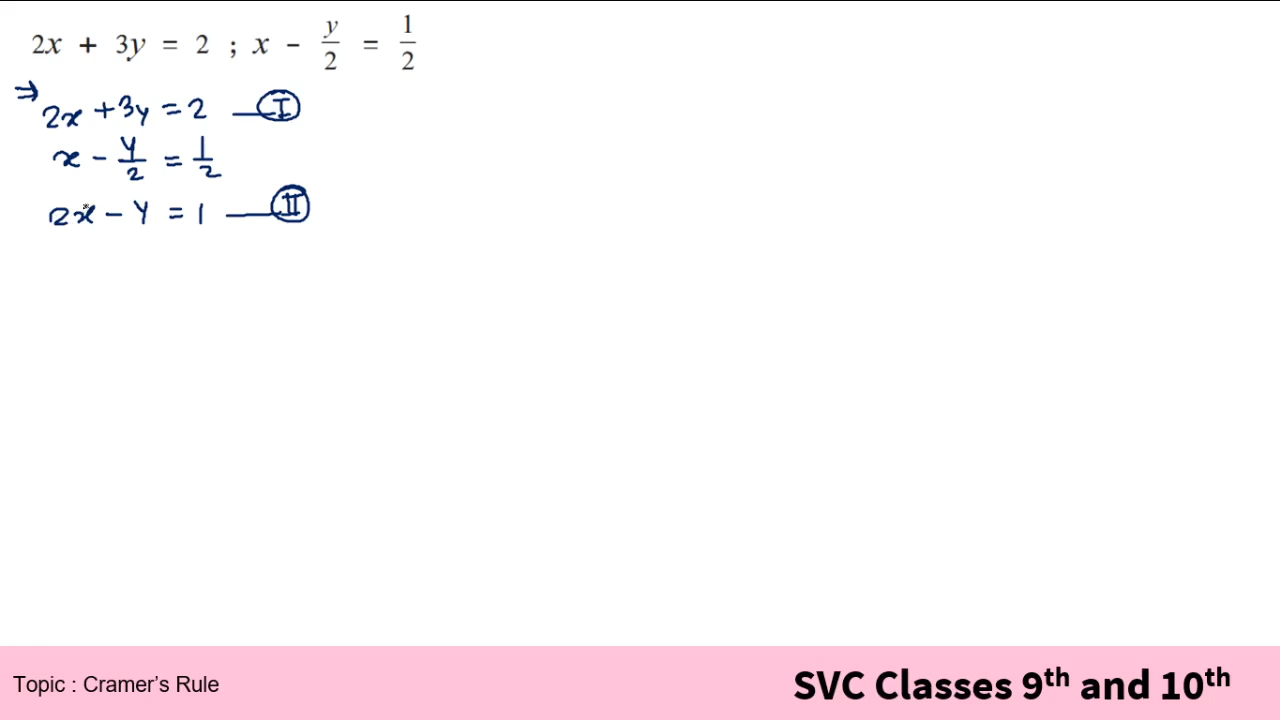 2x + 3y = 2 ; x - y/2 = 1/2
⇒ 2x + 3y = 2 — Ⓘ
x - y/2 = 1/2
2x - y = 1 — II
Topic : Cramer's Rule
SVC Classes 9th and 10th